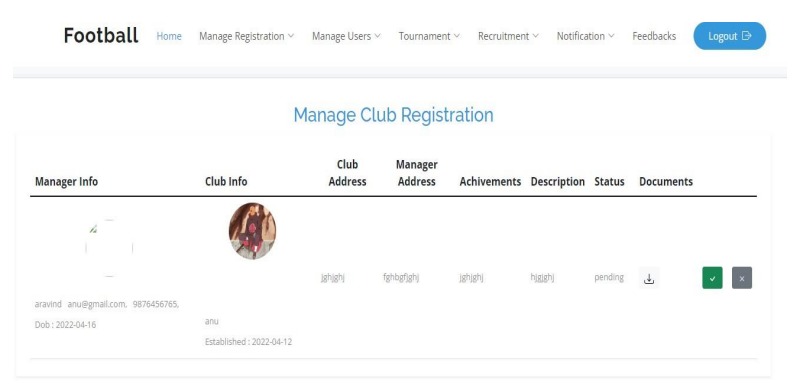 Football Home Manage Registration Manage Users Tournament Recruitment Notification Feedbacks Logout
Manage Club Registration
Manager Info Club Info Club Address Manager Address Achivements Description Status Documents
jghjghj fghbgfjghj jghjghj hjgjghj pending
aravind anu@gmail.com, 9876456765,
Dob : 2022-04-16
anu
Established : 2022-04-12